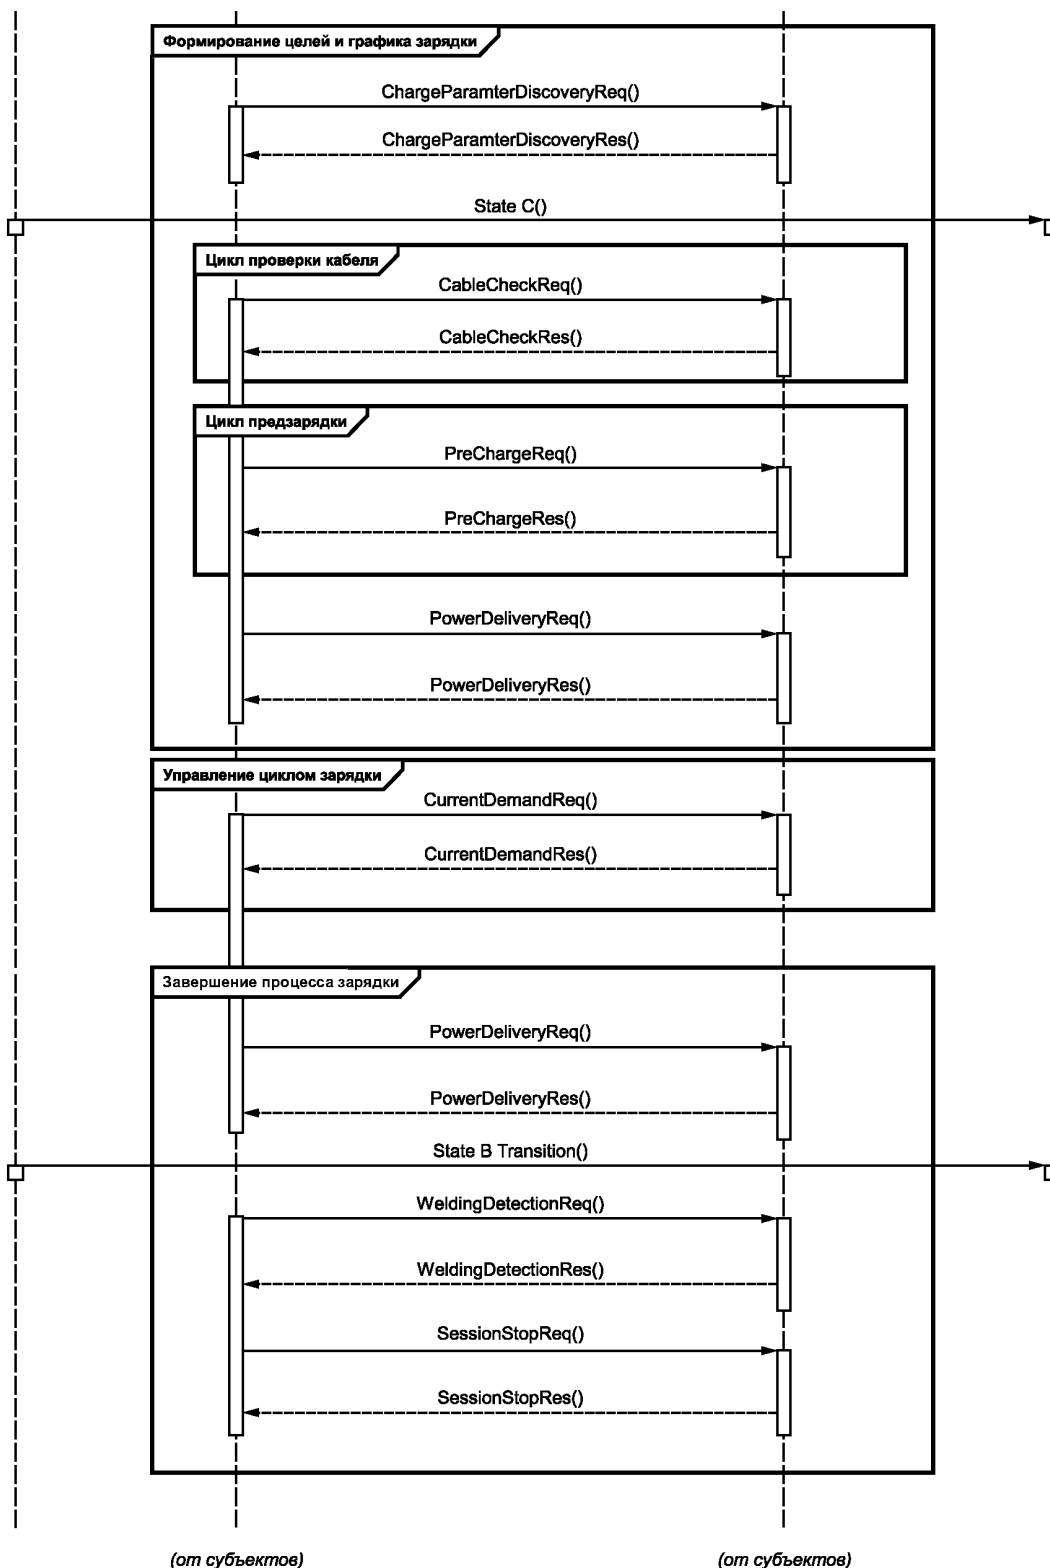 Формирование целей и графика зарядки
ChargeParamterDiscoveryReq()
ChargeParamterDiscoveryRes()
State C()
Цикл проверки кабеля
CableCheckReq()
CableCheckRes()
Цикл предзарядки
PreChargeReq()
PreChargeRes()
PowerDeliveryReq()
PowerDeliveryRes()
Управление циклом зарядки
CurrentDemandReq()
CurrentDemandRes()
Завершение процесса зарядки
PowerDeliveryReq()
PowerDeliveryRes()
State B Transition()
WeldingDetectionReq()
WeldingDetectionRes()
SessionStopReq()
SessionStopRes()
(от субъектов) (от субъектов)